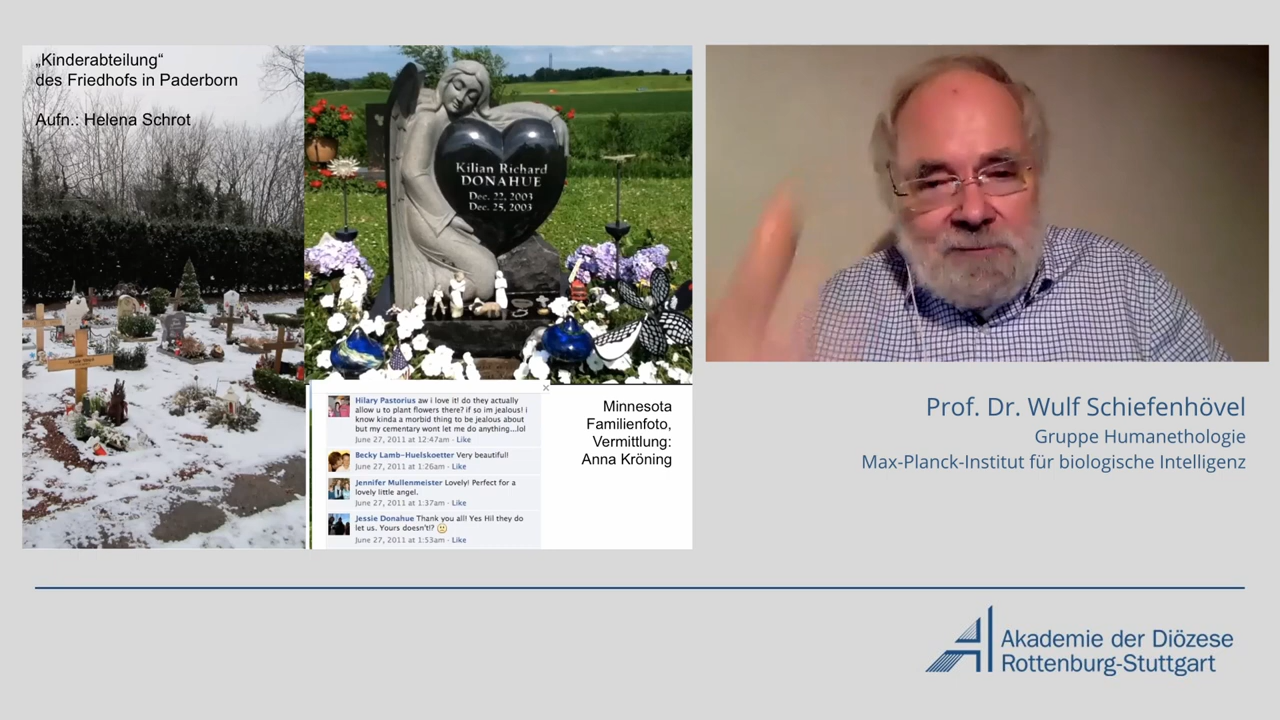 „Kinderabteilung“
des Friedhofs in Paderborn
Aufn.: Helena Schrot
Kilian Richard
DONAHUE
Dec. 22, 2003
Dec. 25, 2003
Hilary Pastorius aw i love it! do they actually
allow u to plant flowers there? if so im jealous! i
know kinda a morbid thing to be jealous about
but my cementary wont let me do anything...lol
June 27, 2011 at 12:47am · Like
Becky Lamb-Huelskoetter Very beautiful!
June 27, 2011 at 1:26am · Like
Jennifer Mullenmeister Lovely! Perfect for a
lovely little angel.
June 27, 2011 at 1:37am · Like
Jessie Donahue Thank you all! Yes Hil they do
let us. Yours doesn't!? 🙁
June 27, 2011 at 1:53am · Like
Minnesota
Familienfoto,
Vermittlung:
Anna Kröning
Prof. Dr. Wulf Schiefenhövel
Gruppe Humanethologie
Max-Planck-Institut für biologische Intelligenz
Akademie der Diözese
Rottenburg-Stuttgart